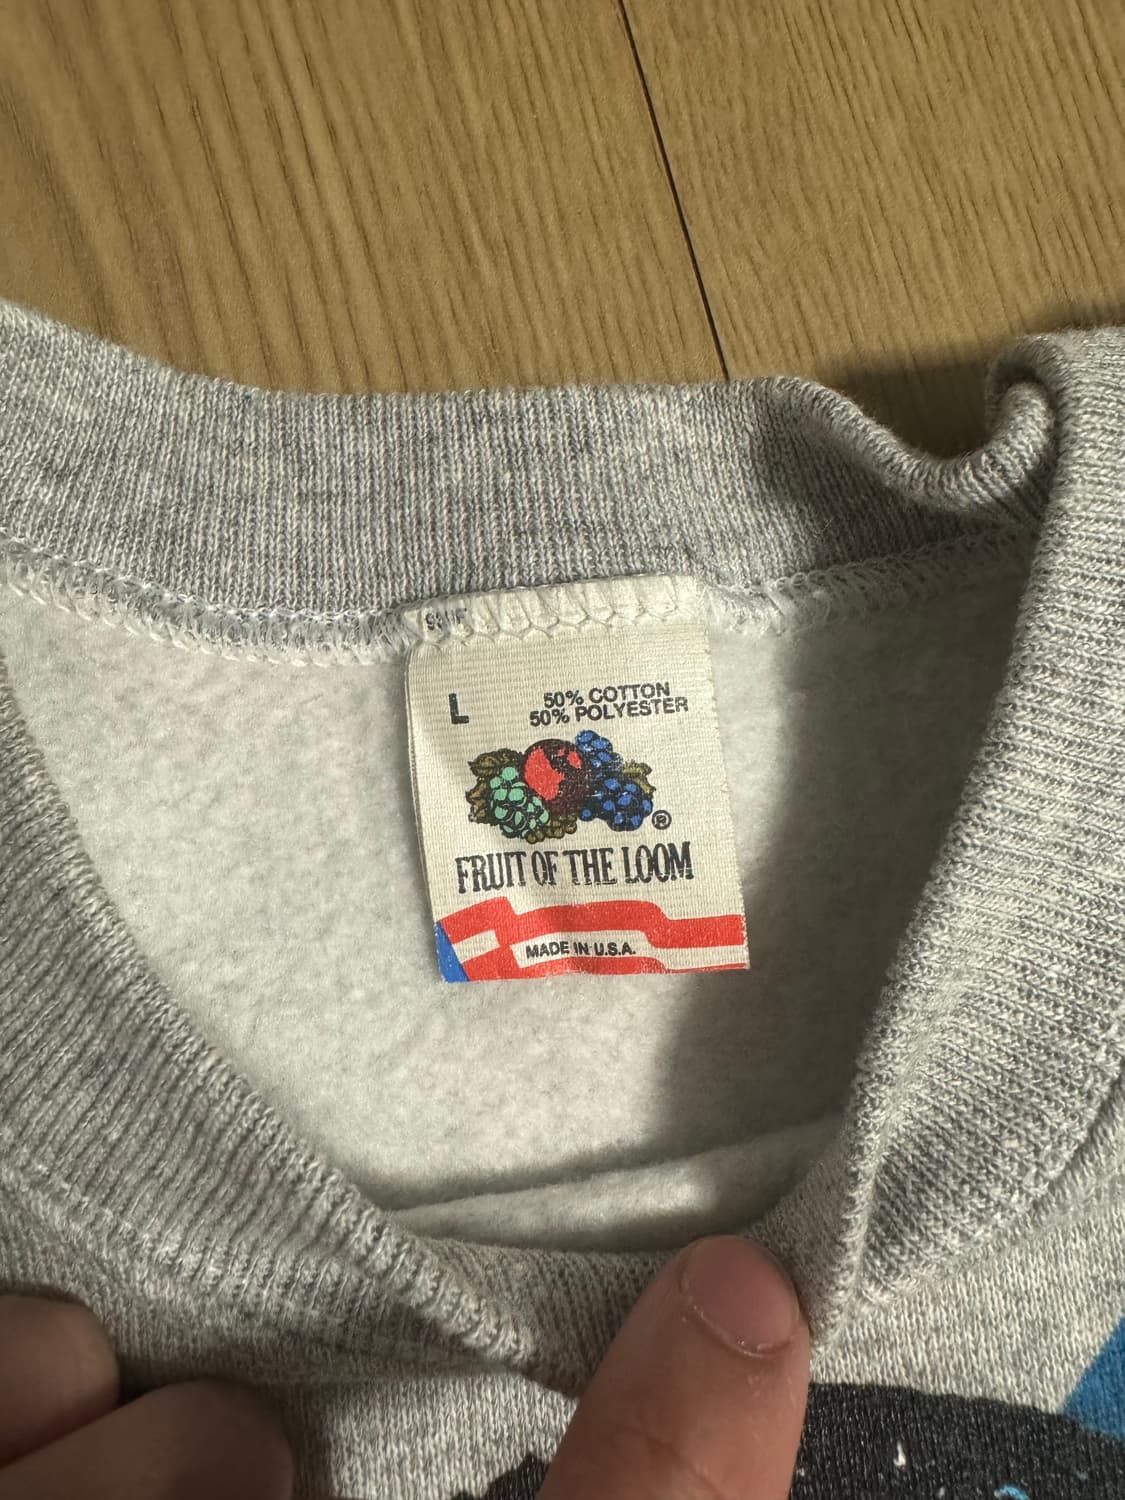 L
50% COTTON
50% POLYESTER
®
FRUIT OF THE LOOM
MADE IN U.S.A.